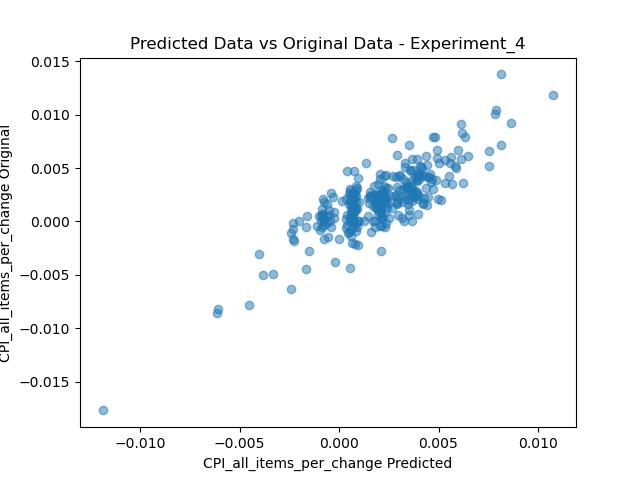 Predicted Data vs Original Data - Experiment_4
0.015
0.010
0.005
0.000
−0.005
−0.010
−0.015
CPI_all_items_per_change Original
−0.010 −0.005 0.000 0.005 0.010
CPI_all_items_per_change Predicted